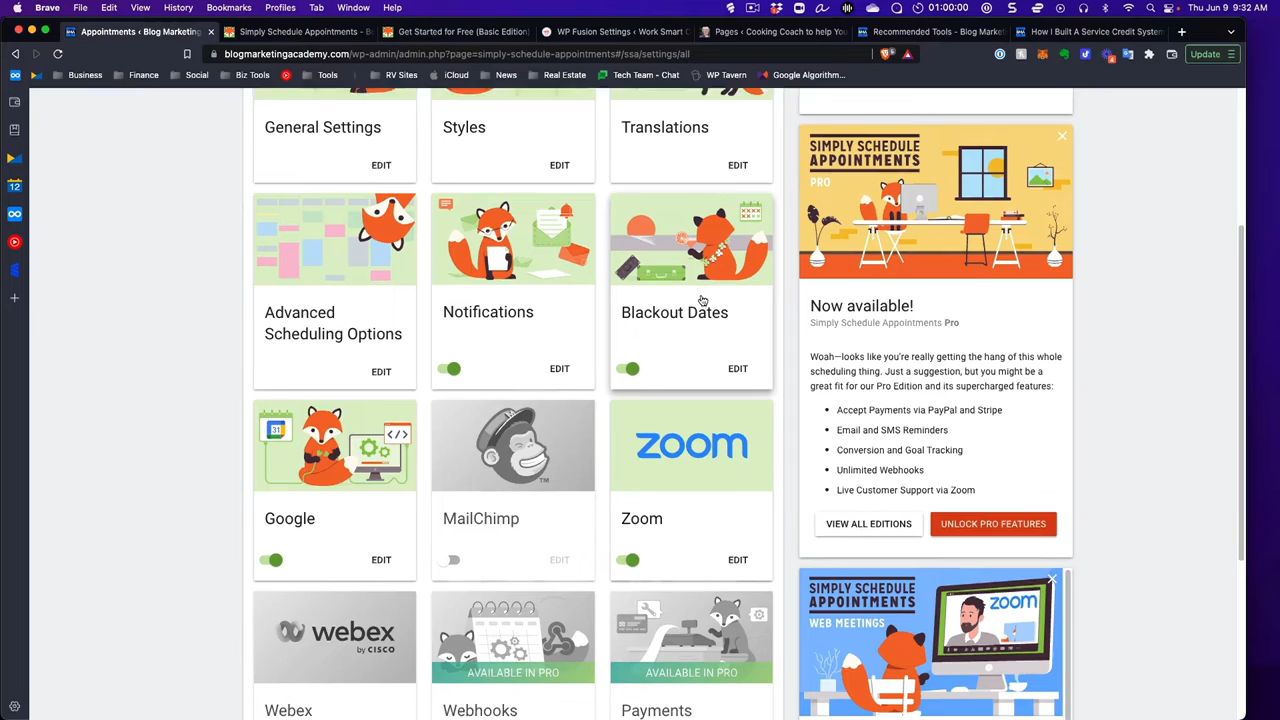 Brave File Edit View History Bookmarks Profiles Tab Window Help
01:00:00
Thu Jun 9 9:32 AM
Appointments ‹ Blog Marketing
Simply Schedule Appointments - B
Get Started for Free (Basic Edition)
WP Fusion Settings ‹ Work Smart C
Pages ‹ Cooking Coach to help You
Recommended Tools - Blog Market
How I Built A Service Credit System
blogmarketingacademy.com/wp-admin/admin.php?page=simply-schedule-appointments#/ssa/settings/all
Update
Business Finance Social Biz Tools Tools RV Sites iCloud News Real Estate Tech Team - Chat WP Tavern Google Algorithm...
12
General Settings
EDIT
Styles
EDIT
Translations
EDIT
Advanced
Scheduling Options
EDIT
Notifications
EDIT
Blackout Dates
EDIT
31
Google
EDIT
MailChimp
EDIT
zoom
Zoom
EDIT
webex
by CISCO
Webex
AVAILABLE IN PRO
Webhooks
AVAILABLE IN PRO
Payments
SIMPLY SCHEDULE
APPOINTMENTS
PRO
Now available!
Simply Schedule Appointments Pro
Woah—looks like you're really getting the hang of this whole
scheduling thing. Just a suggestion, but you might be a
great fit for our Pro Edition and its supercharged features:
• Accept Payments via PayPal and Stripe
• Email and SMS Reminders
• Conversion and Goal Tracking
• Unlimited Webhooks
• Live Customer Support via Zoom
VIEW ALL EDITIONS
UNLOCK PRO FEATURES
SIMPLY SCHEDULE
APPOINTMENTS
WEB MEETINGS
zoom